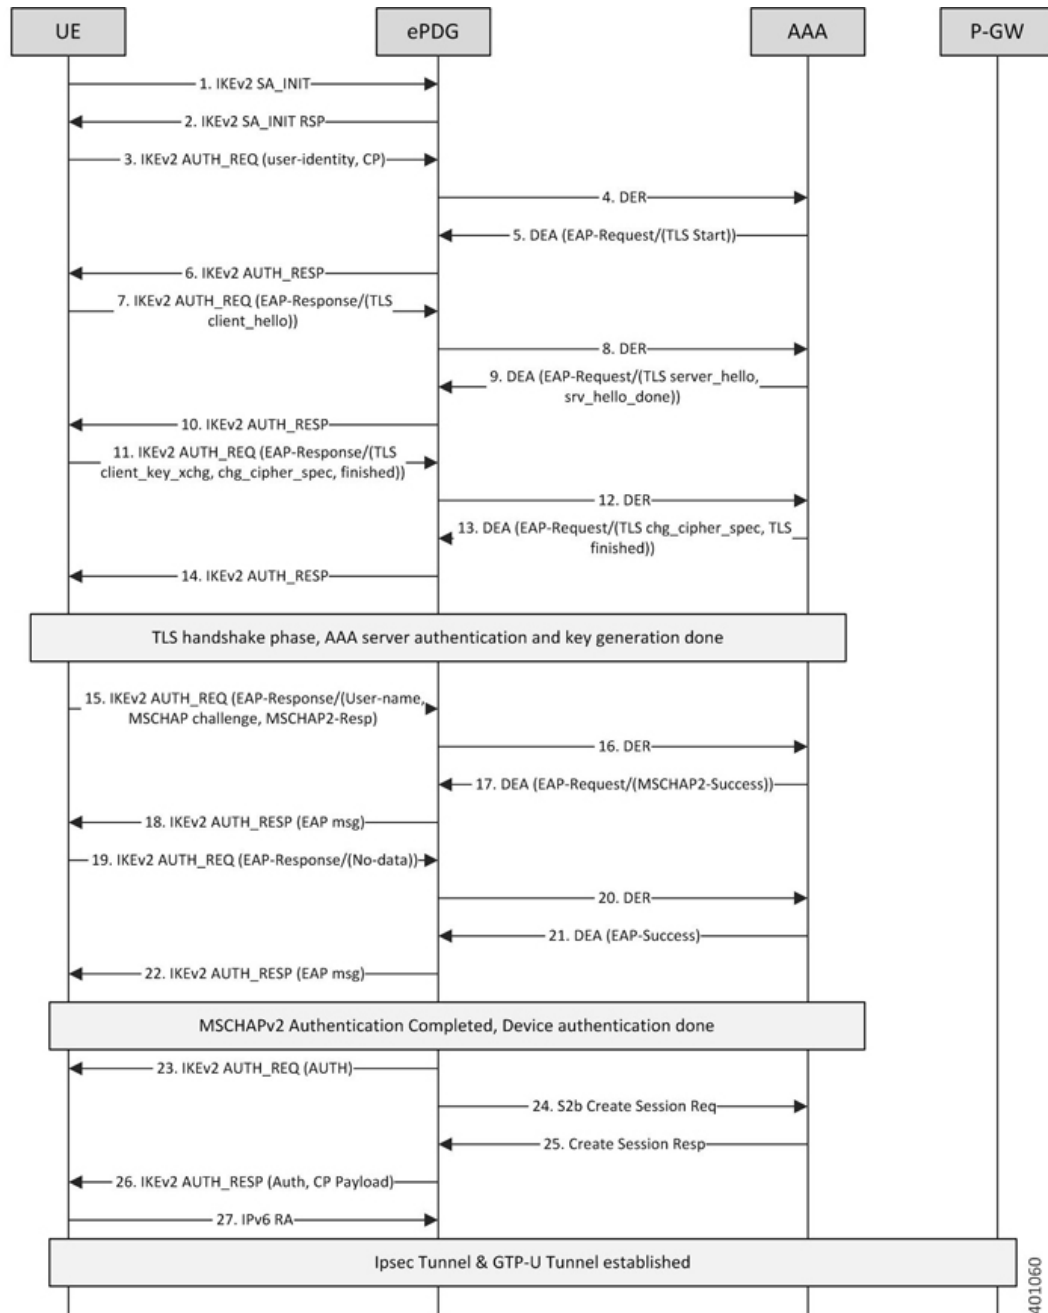 UE
ePDG
AAA
P-GW
1. IKEv2 SA_INIT
2. IKEv2 SA_INIT RSP
3. IKEv2 AUTH_REQ (user-identity, CP)
4. DER
5. DEA (EAP-Request/(TLS Start))
6. IKEv2 AUTH_RESP
7. IKEv2 AUTH_REQ (EAP-Response/(TLS
client_hello))
8. DER
9. DEA (EAP-Request/(TLS server_hello,
srv_hello_done))
10. IKEv2 AUTH_RESP
11. IKEv2 AUTH_REQ (EAP-Response/(TLS
client_key_xchg, chg_cipher_spec, finished))
12. DER
13. DEA (EAP-Request/(TLS chg_cipher_spec, TLS
finished))
14. IKEv2 AUTH_RESP
TLS handshake phase, AAA server authentication and key generation done
15. IKEv2 AUTH_REQ (EAP-Response/(User-name,
MSCHAP challenge, MSCHAP2-Resp)
16. DER
17. DEA (EAP-Request/(MSCHAP2-Success))
18. IKEv2 AUTH_RESP (EAP msg)
19. IKEv2 AUTH_REQ (EAP-Response/(No-data))
20. DER
21. DEA (EAP-Success)
22. IKEv2 AUTH_RESP (EAP msg)
MSCHAPv2 Authentication Completed, Device authentication done
23. IKEv2 AUTH_REQ (AUTH)
24. S2b Create Session Req
25. Create Session Resp
26. IKEv2 AUTH_RESP (Auth, CP Payload)
27. IPv6 RA
Ipsec Tunnel & GTP-U Tunnel established
401060